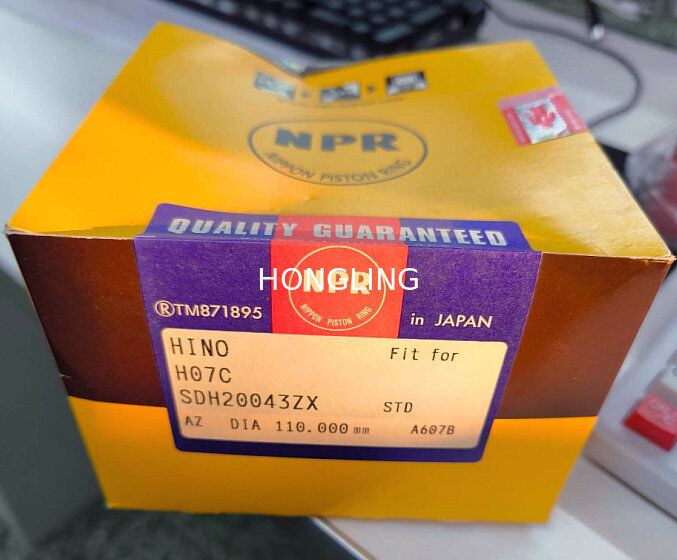 NPR
NIPPON PISTON RING
QUALITY GUARANTEED
NPR
HONGLING
NIPPON PISTON RING
®TM871895
in JAPAN
HINO
Fit for
H07C
SDH20043ZX
STD
AZ DIA 110.000 mm A607B